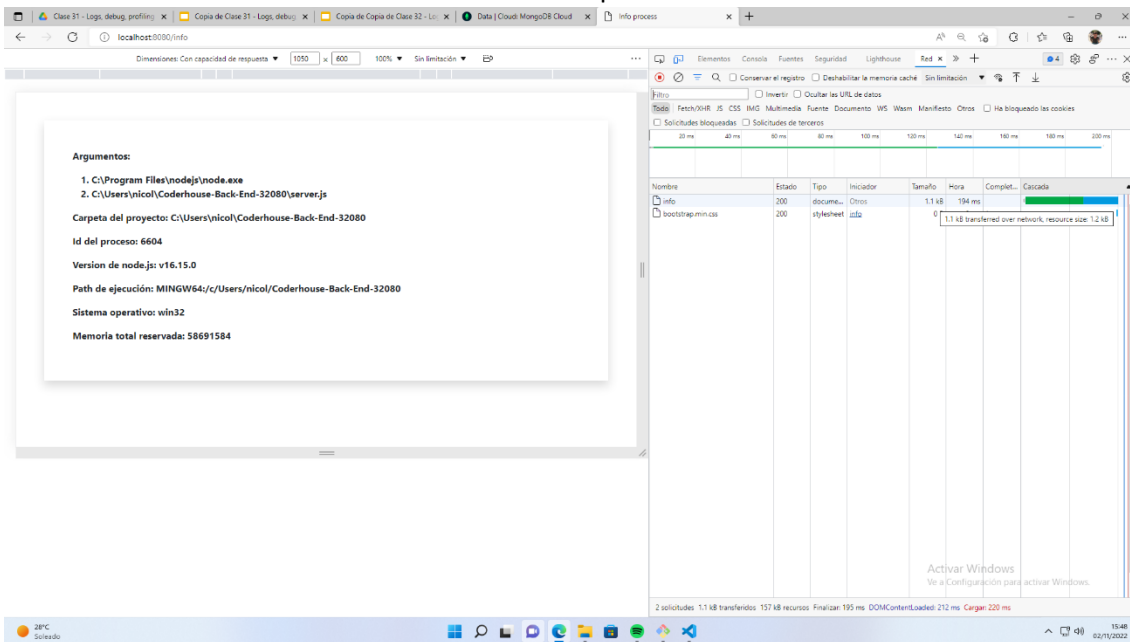 Clase 31 - Logs, debug, profiling
Copia de Clase 31 - Logs, debug
Copia de Copia de Clase 32 - Lo
Data | Cloud: MongoDB Cloud
Info process
localhost:8080/info
Dimensiones: Con capacidad de respuesta ▼ 1050 x 600 100% ▼ Sin limitación ▼
Elementos Consola Fuentes Seguridad Lighthouse Red
4
Conservar el registro Deshabilitar la memoria caché Sin limitación ▼
Filtro Invertir Ocultar las URL de datos
Todo Fetch/XHR JS CSS IMG Multimedia Fuente Documento WS Wasm Manifiesto Otros Ha bloqueado las cookies
Solicitudes bloqueadas Solicitudes de terceros
20 ms 40 ms 60 ms 80 ms 100 ms 120 ms 140 ms 160 ms 180 ms 200 ms
Argumentos:
1. C:\Program Files\nodejs\node.exe
2. C:\Users\nicol\Coderhouse-Back-End-32080\server.js
Carpeta del proyecto: C:\Users\nicol\Coderhouse-Back-End-32080
Id del proceso: 6604
Version de node.js: v16.15.0
Path de ejecución: MINGW64:/c/Users/nicol/Coderhouse-Back-End-32080
Sistema operativo: win32
Memoria total reservada: 58691584
Nombre Estado Tipo Iniciador Tamaño Hora Complet... Cascada
info 200 docume... Otros 1.1 kB 194 ms
bootstrap.min.css 200 stylesheet info 0
1.1 kB transferred over network, resource size: 1.2 kB
Activar Windows
Ve a Configuración para activar Windows.
2 solicitudes 1.1 kB transferidos 157 kB recursos Finalizar: 195 ms DOMContentLoaded: 212 ms Cargar: 220 ms
28°C
Soleado
15:48
02/11/2022